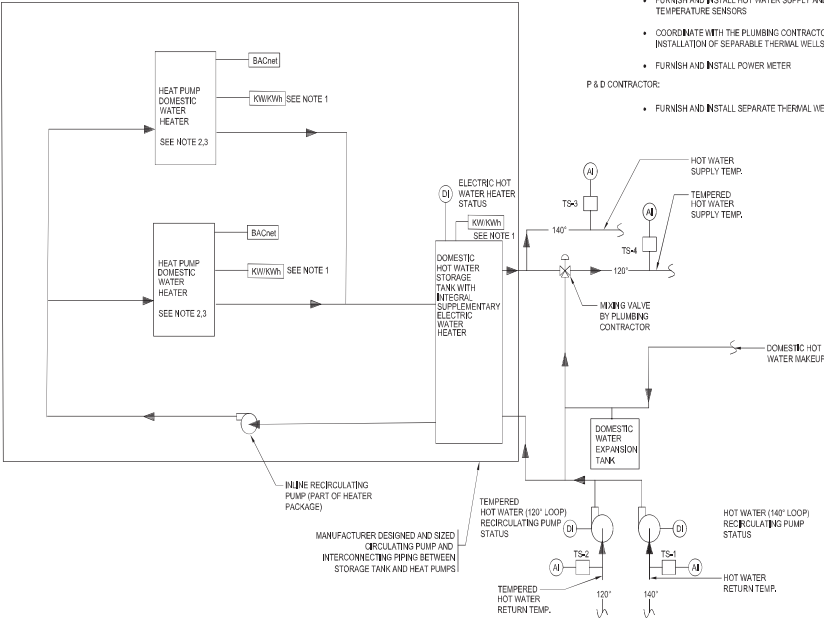 FURNISH AND INSTALL HOT WATER SUPPLY AND
TEMPERATURE SENSORS
• COORDINATE WITH THE PLUMBING CONTRACTO
INSTALLATION OF SEPARABLE THERMAL WELLS
• FURNISH AND INSTALL POWER METER
P & D CONTRACTOR:
• FURNISH AND INSTALL SEPARATE THERMAL WE
BACnet
HEAT PUMP
DOMESTIC
WATER
HEATER
SEE NOTE 2,3
KW/KWh SEE NOTE 1
BACnet
HEAT PUMP
DOMESTIC
WATER
HEATER
SEE NOTE 2,3
KW/KWh SEE NOTE 1
DI
ELECTRIC HOT
WATER HEATER
STATUS
KW/KWh
SEE NOTE 1
DOMESTIC
HOT WATER
STORAGE
TANK WITH
INTEGRAL
SUPPLEMENTARY
ELECTRIC
WATER
HEATER
AI
TS-3
140°
HOT WATER
SUPPLY TEMP.
AI
TS-4
120°
TEMPERED
HOT WATER
SUPPLY TEMP.
MIXING VALVE
BY PLUMBING
CONTRACTOR
DOMESTIC HOT
WATER MAKEUP
DOMESTIC
WATER
EXPANSION
TANK
INLINE RECIRCULATING
PUMP (PART OF HEATER
PACKAGE)
MANUFACTURER DESIGNED AND SIZED
CIRCULATING PUMP AND
INTERCONNECTING PIPING BETWEEN
STORAGE TANK AND HEAT PUMPS
TEMPERED
HOT WATER (120° LOOP)
RECIRCULATING PUMP
STATUS
DI
DI
HOT WATER (140° LOOP)
RECIRCULATING PUMP
STATUS
AI
TS-2
TS-1
AI
TEMPERED
HOT WATER
RETURN TEMP.
120°
140°
HOT WATER
RETURN TEMP.